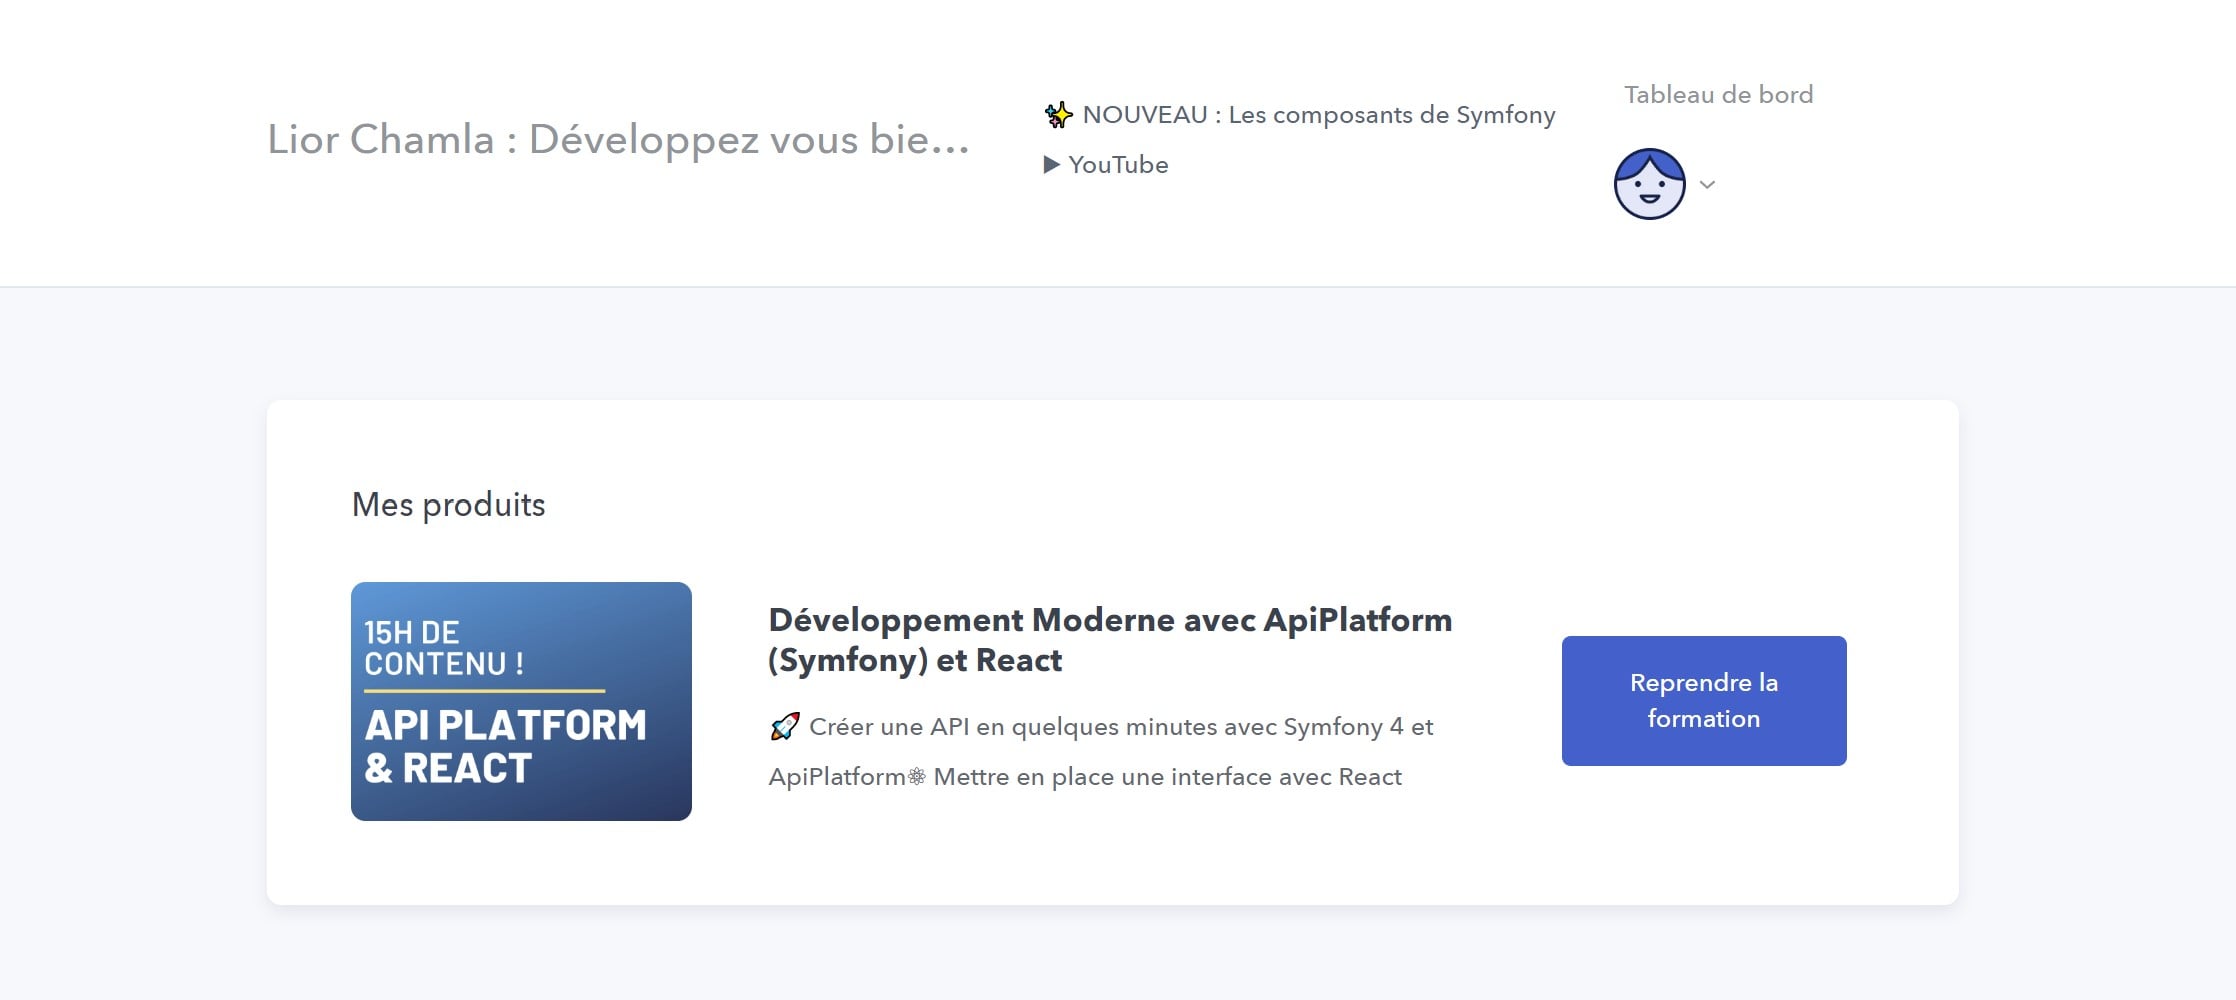 Lior Chamla : Développez vous bie...
✨ NOUVEAU : Les composants de Symfony
▶ YouTube
Tableau de bord
Mes produits
15H DE
CONTENU !
API PLATFORM
& REACT
Développement Moderne avec ApiPlatform
(Symfony) et React
🚀 Créer une API en quelques minutes avec Symfony 4 et
ApiPlatform⚛ Mettre en place une interface avec React
Reprendre la
formation